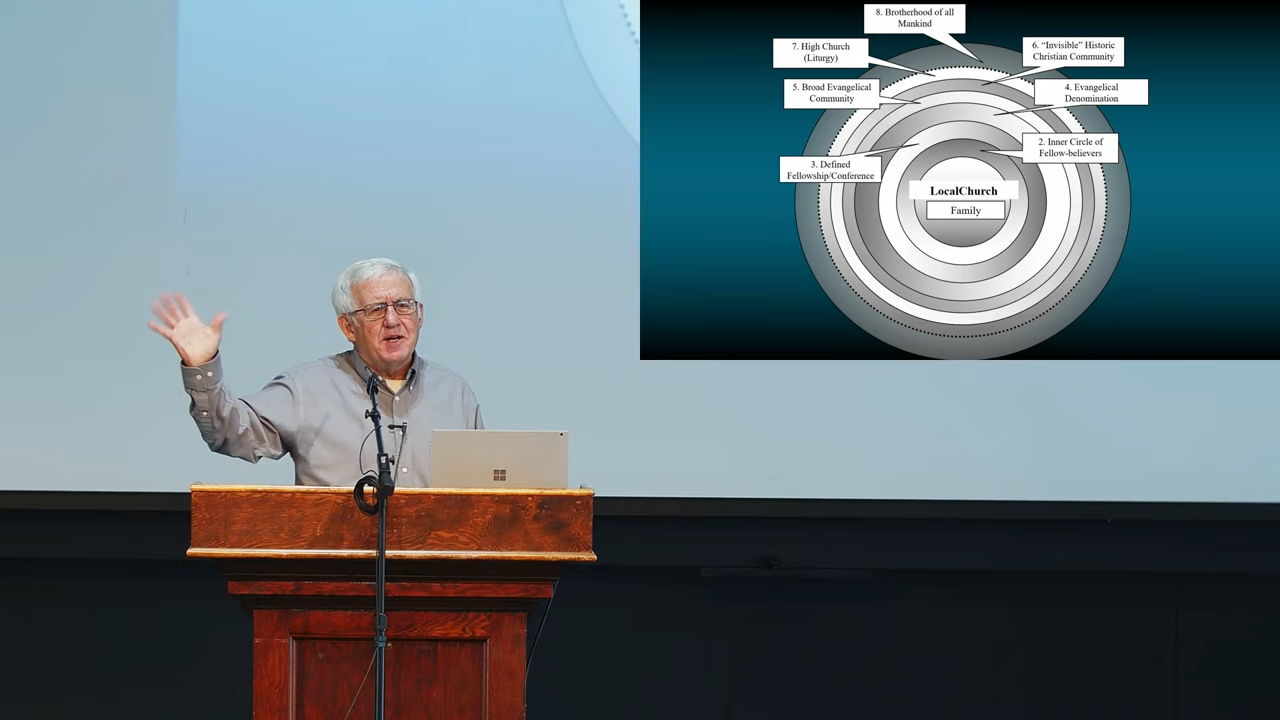 8. Brotherhood of all
Mankind
7. High Church
(Liturgy)
6. “Invisible” Historic
Christian Community
5. Broad Evangelical
Community
4. Evangelical
Denomination
3. Defined
Fellowship/Conference
2. Inner Circle of
Fellow-believers
LocalChurch
Family